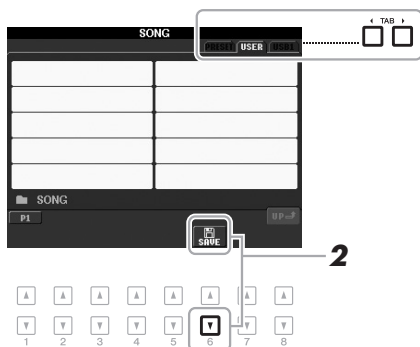 SONG
TAB
PRESET USER USB1
SONG
P1
UP
SAVE
2
1 2 3 4 5 6 7 8